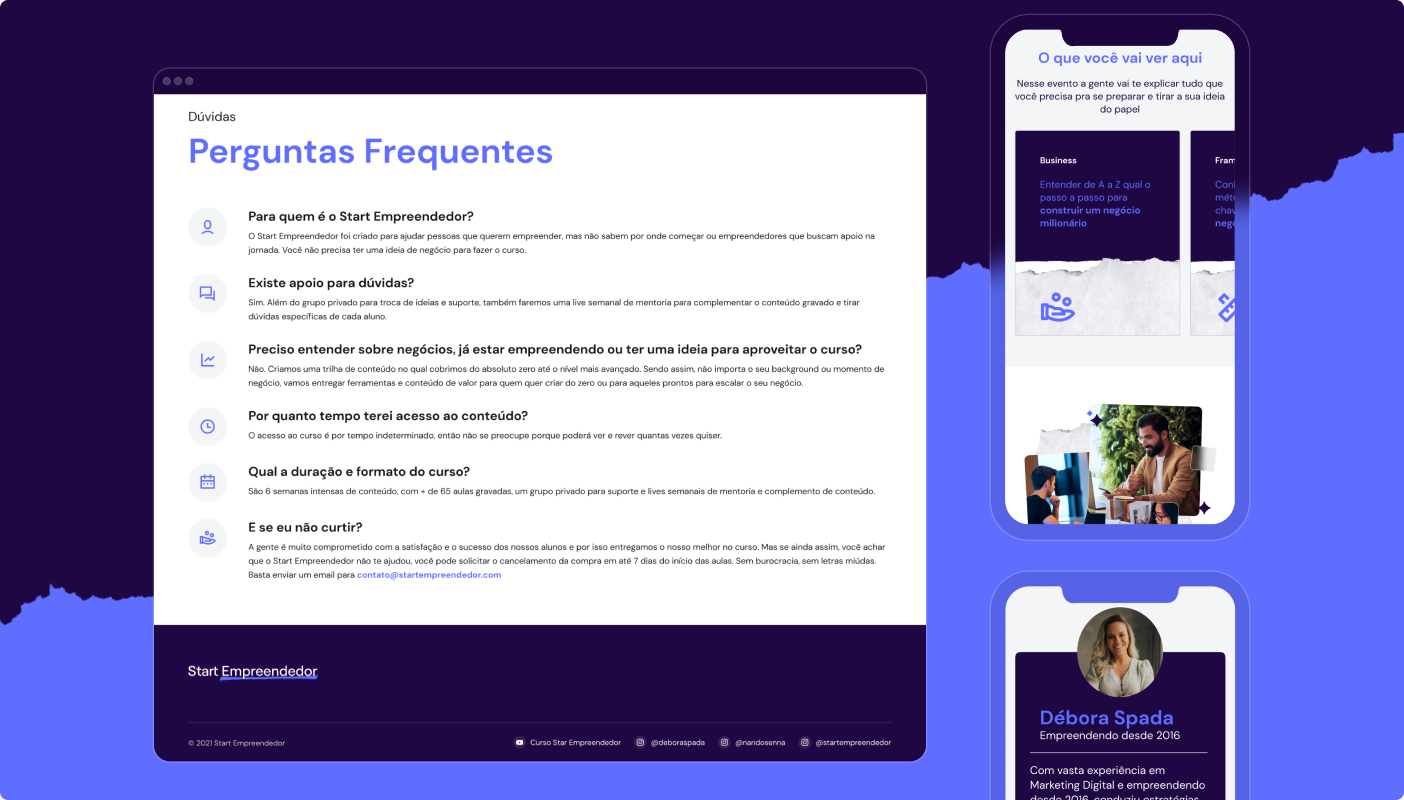 Dúvidas
Perguntas Frequentes
Para quem é o Start Empreendedor?
O Start Empreendedor foi criado para ajudar pessoas que querem empreender, mas não sabem por onde começar ou empreendedores que buscam apoio na
jornada. Você não precisa ter uma ideia de negócio para fazer o curso.
Existe apoio para dúvidas?
Sim. Além do grupo privado para troca de ideias e suporte, também faremos uma live semanal de mentoria para complementar o conteúdo gravado e tirar
dúvidas específicas de cada aluno.
Preciso entender sobre negócios, já estar empreendendo ou ter uma ideia para aproveitar o curso?
Não. Criamos uma trilha de conteúdo no qual cobrimos do absoluto zero até o nível mais avançado. Sendo assim, não importa o seu background ou momento de
negócio, vamos entregar ferramentas e conteúdo de valor para quem quer criar do zero ou para aqueles prontos para escalar o seu negócio.
Por quanto tempo terei acesso ao conteúdo?
O acesso ao curso é por tempo indeterminado, então não se preocupe porque poderá ver e rever quantas vezes quiser.
Qual a duração e formato do curso?
São 6 semanas intensas de conteúdo, com + de 65 aulas gravadas, um grupo privado para suporte e lives semanais de mentoria e complemento de conteúdo.
E se eu não curtir?
A gente é muito comprometido com a satisfação e o sucesso dos nossos alunos e por isso entregamos o nosso melhor no curso. Mas se ainda assim, você achar
que o Start Empreendedor não te ajudou, você pode solicitar o cancelamento da compra em até 7 dias do início das aulas. Sem burocracia, sem letras miúdas.
Basta enviar um email para contato@startempreendedor.com
Start Empreendedor
© 2021 Start Empreendedor
Curso Star Empreendedor
@deboraspada
@nandosenna
@startempreendedor
O que você vai ver aqui
Nesse evento a gente vai te explicar tudo que
você precisa pra se preparar e tirar a sua ideia
do papel
Business
Entender de A a Z qual o
passo a passo para
construir um negócio
milionário
Débora Spada
Empreendendo desde 2016
Com vasta experiência em
Marketing Digital e empreendendo
desde 2016, conduziu estratégias